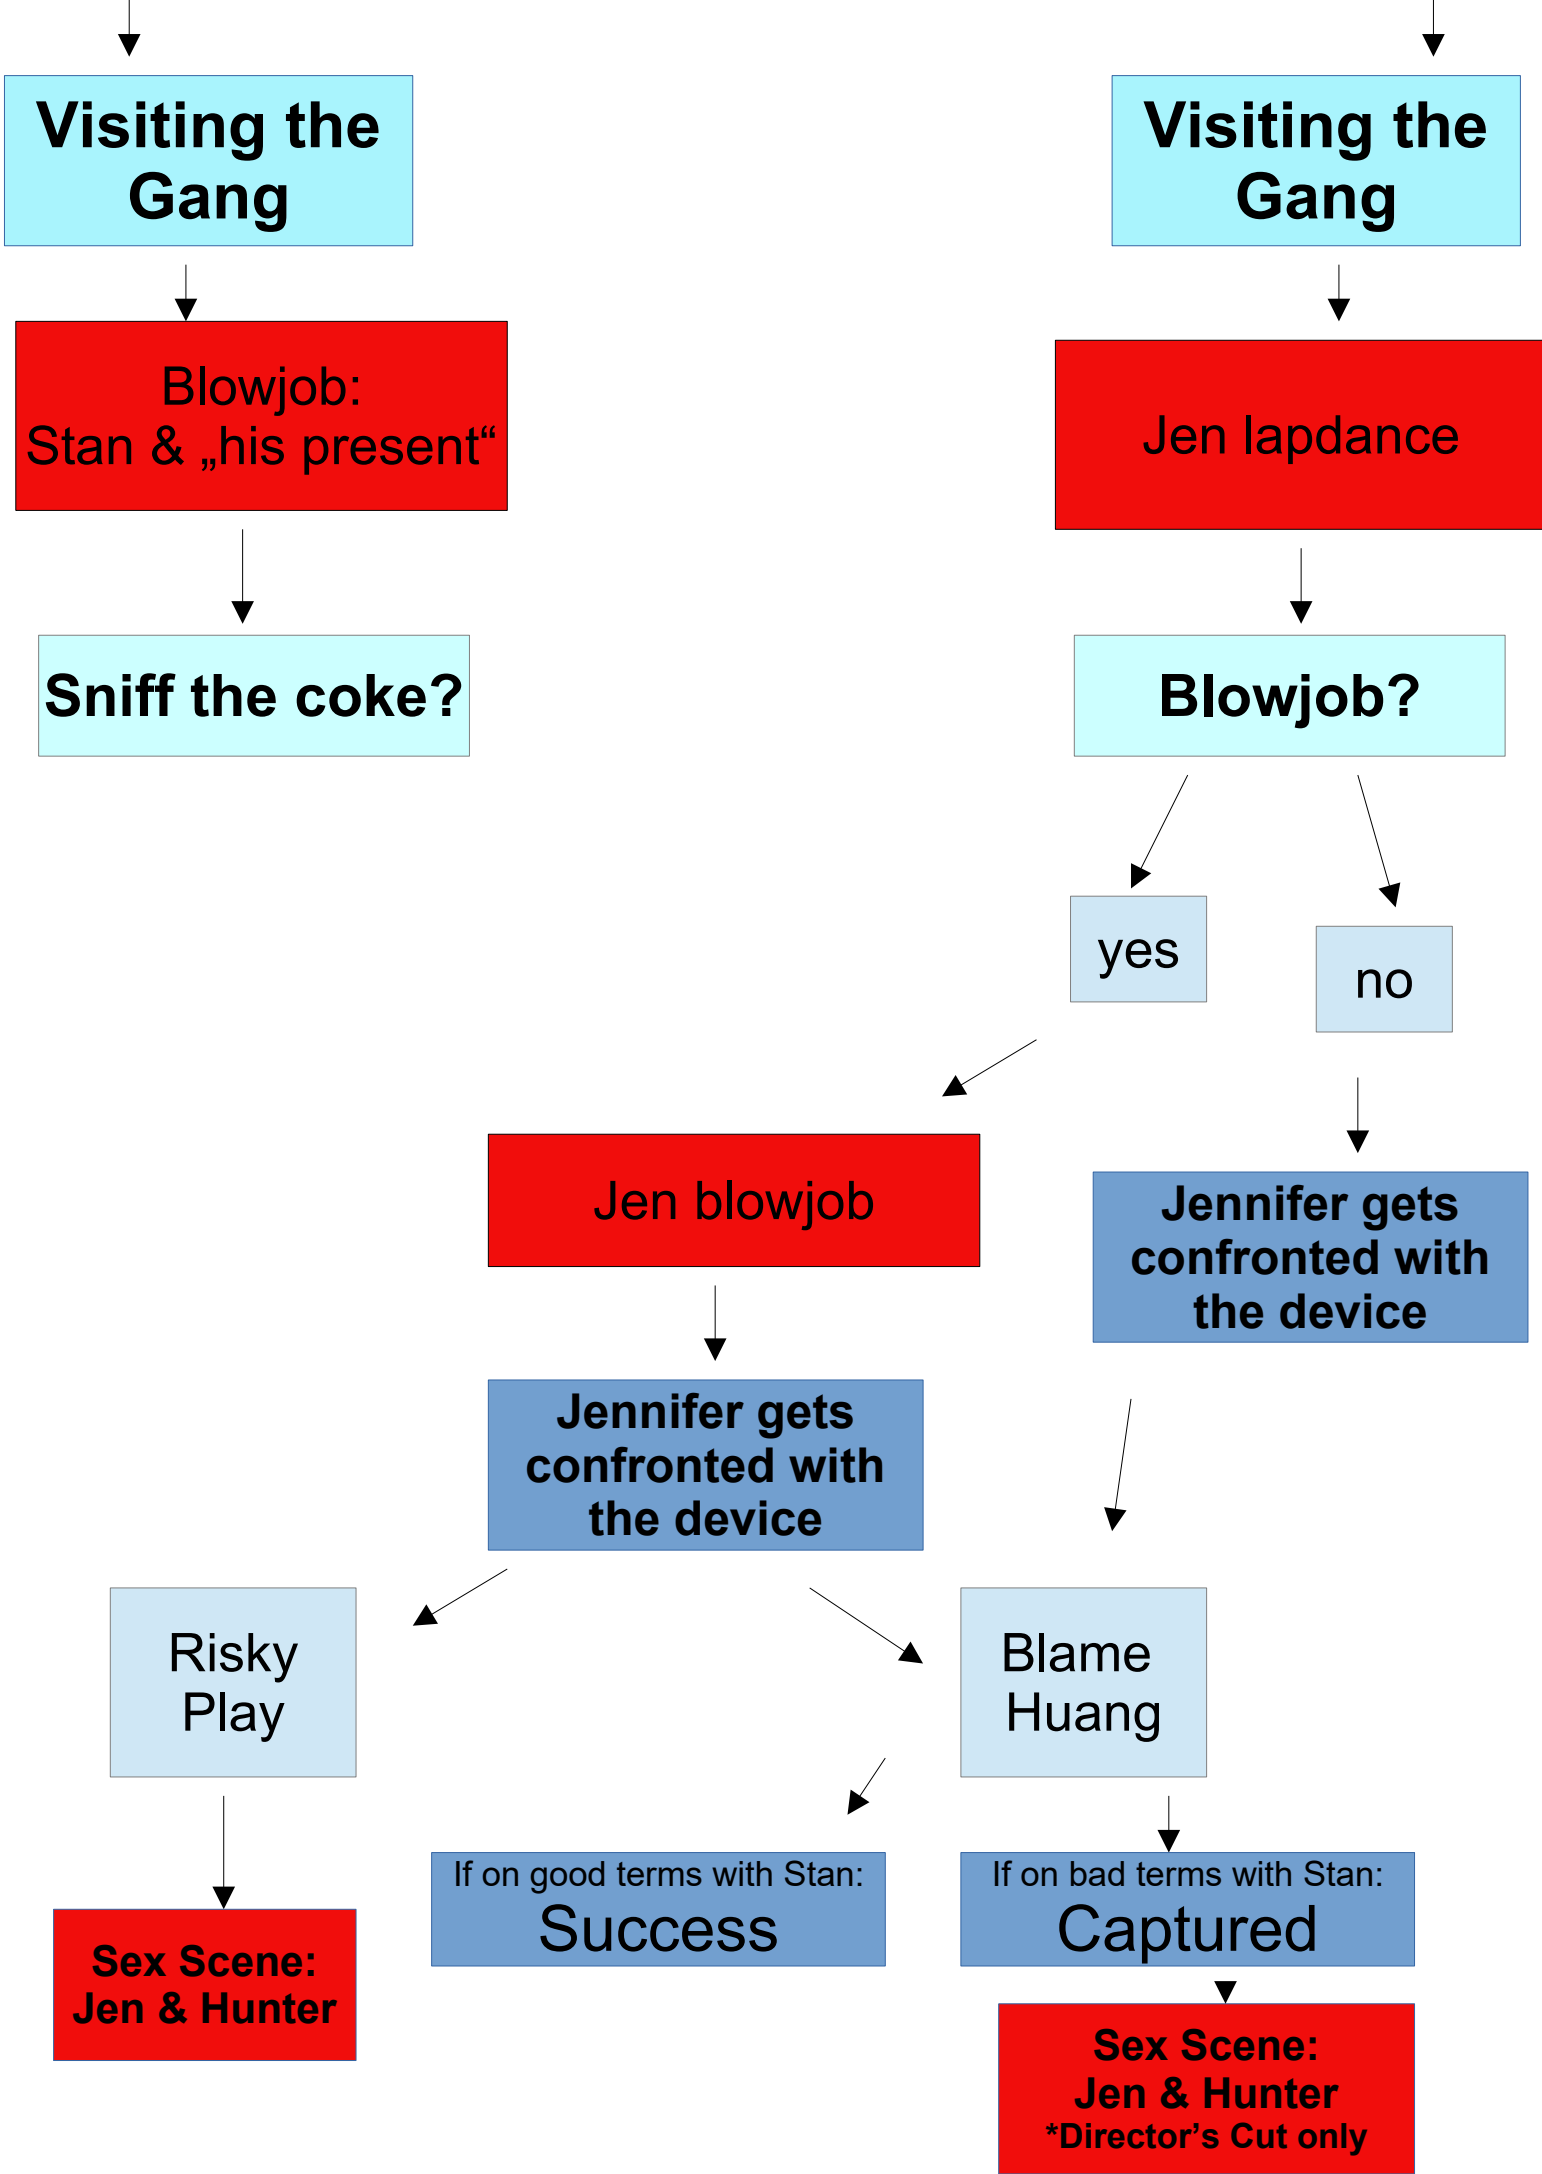 Visiting the
Gang
Visiting the
Gang
Blowjob:
Stan & „his present“
Jen lapdance
Sniff the coke?
Blowjob?
yes
no
Jen blowjob
Jennifer gets
confronted with
the device
Jennifer gets
confronted with
the device
Risky
Play
Blame
Huang
If on good terms with Stan:
Success
If on bad terms with Stan:
Captured
Sex Scene:
Jen & Hunter
Sex Scene:
Jen & Hunter
*Director’s Cut only